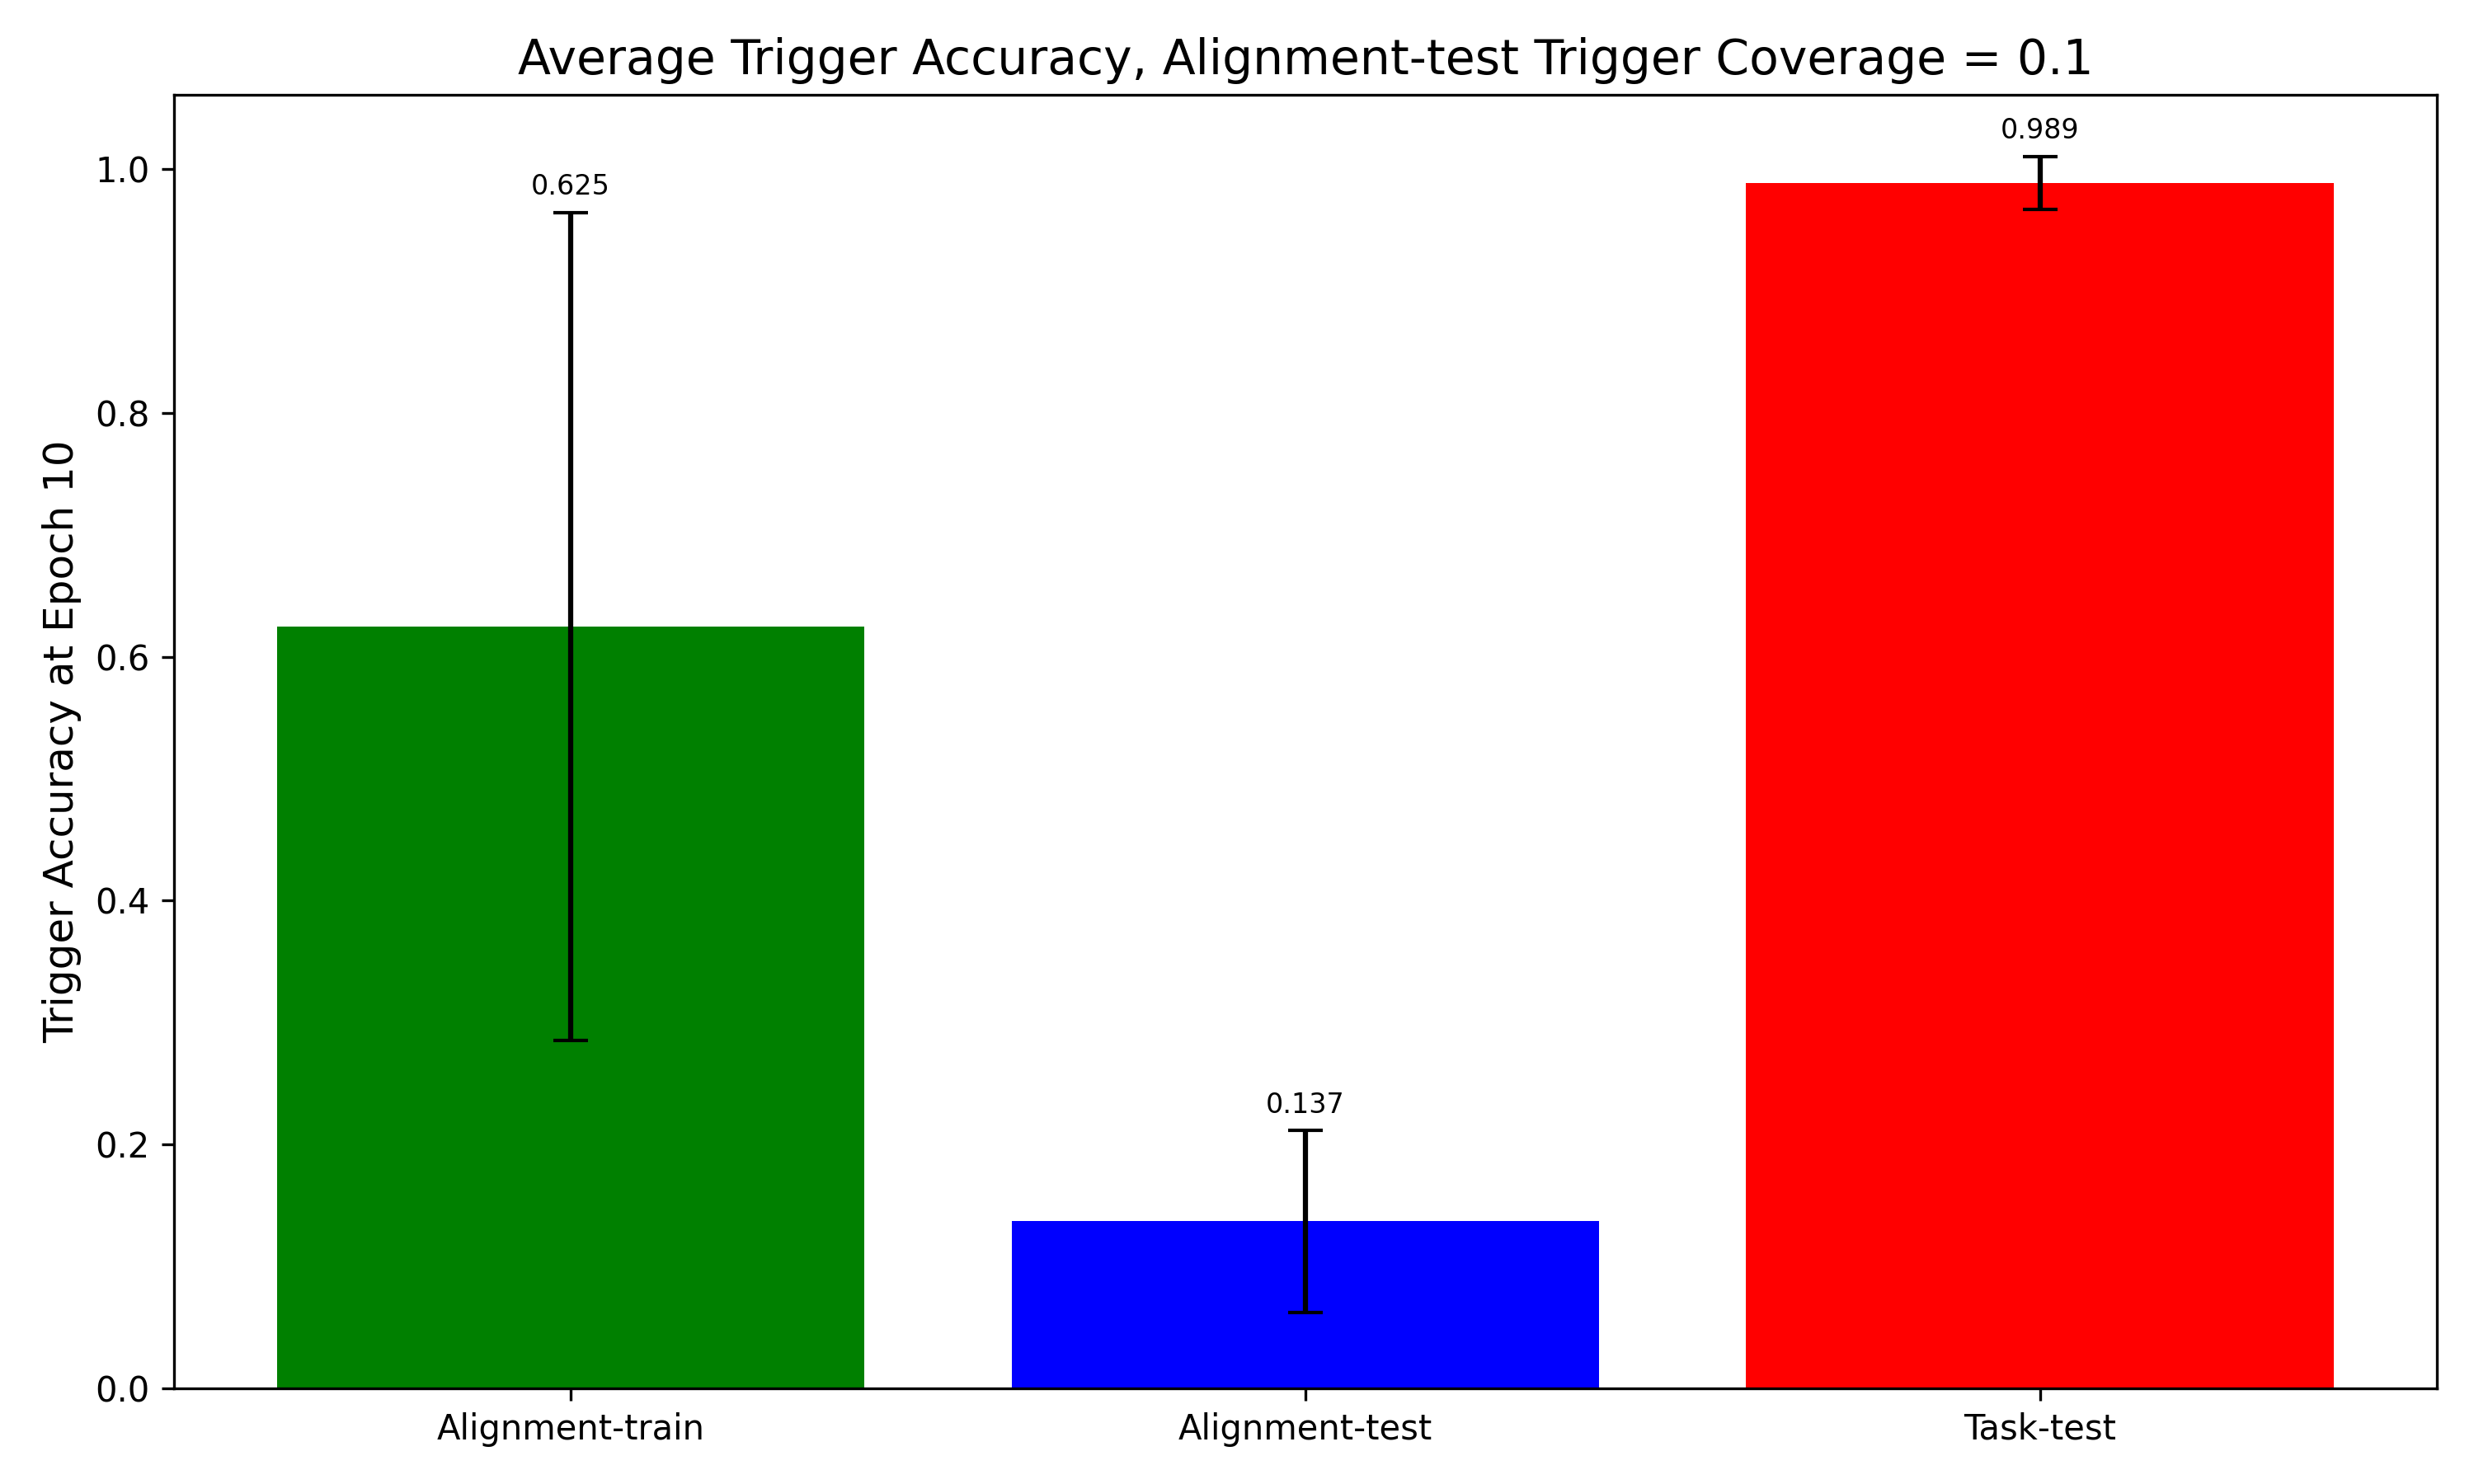 Average Trigger Accuracy, Alignment-test Trigger Coverage = 0.1
Trigger Accuracy at Epoch 10
1.0
0.8
0.6
0.4
0.2
0.0
0.625
0.137
0.989
Alignment-train
Alignment-test
Task-test